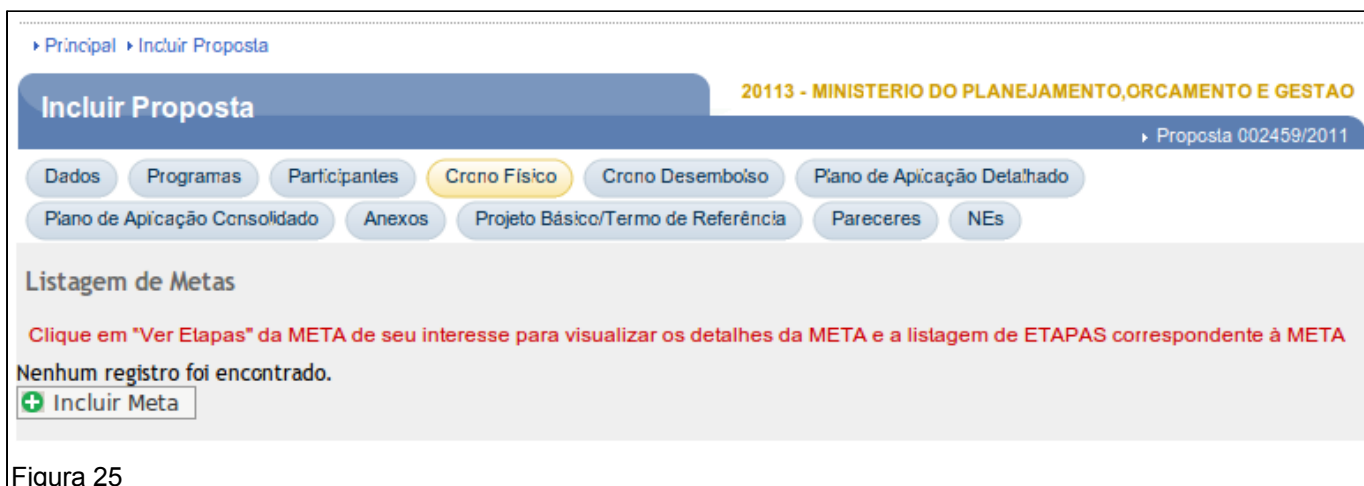 Principal Incluir Proposta
Incluir Proposta
20113 - MINISTERIO DO PLANEJAMENTO,ORCAMENTO E GESTAO
Proposta 002459/2011
Dados Programas Participantes Crono Físico Crono Desembolso Plano de Aplicação Detalhado
Plano de Aplicação Consolidado Anexos Projeto Básico/Termo de Referência Pareceres NEs
Listagem de Metas
Clique em "Ver Etapas" da META de seu interesse para visualizar os detalhes da META e a listagem de ETAPAS correspondente à META
Nenhum registro foi encontrado.
Incluir Meta
Figura 25